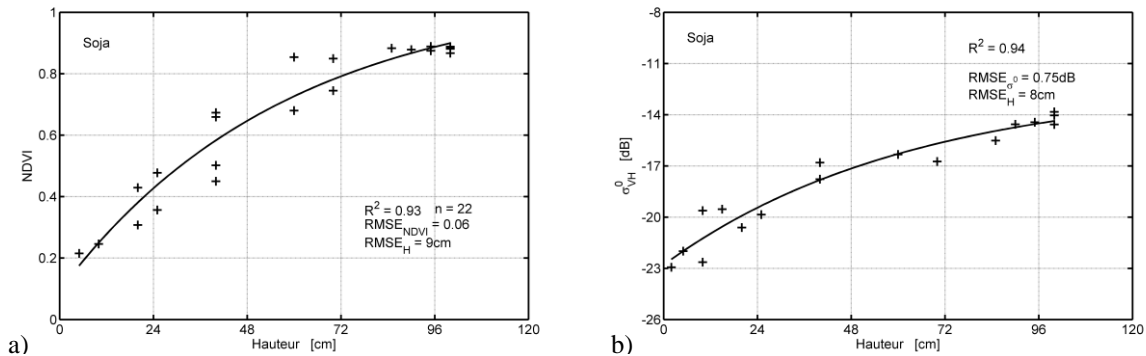 Soja
1
0.8
0.6
0.4
0.2
0
NDVI
R² = 0.93 n = 22
RMSE_NDVI = 0.06
RMSE_H = 9cm
0 24 48 72 96 120
Hauteur [cm]
a)
Soja
-8
-11
-14
-17
-20
-23
-26
σ⁰_VH [dB]
R² = 0.94
RMSE_σ⁰ = 0.75dB
RMSE_H = 8cm
0 24 48 72 96 120
Hauteur [cm]
b)